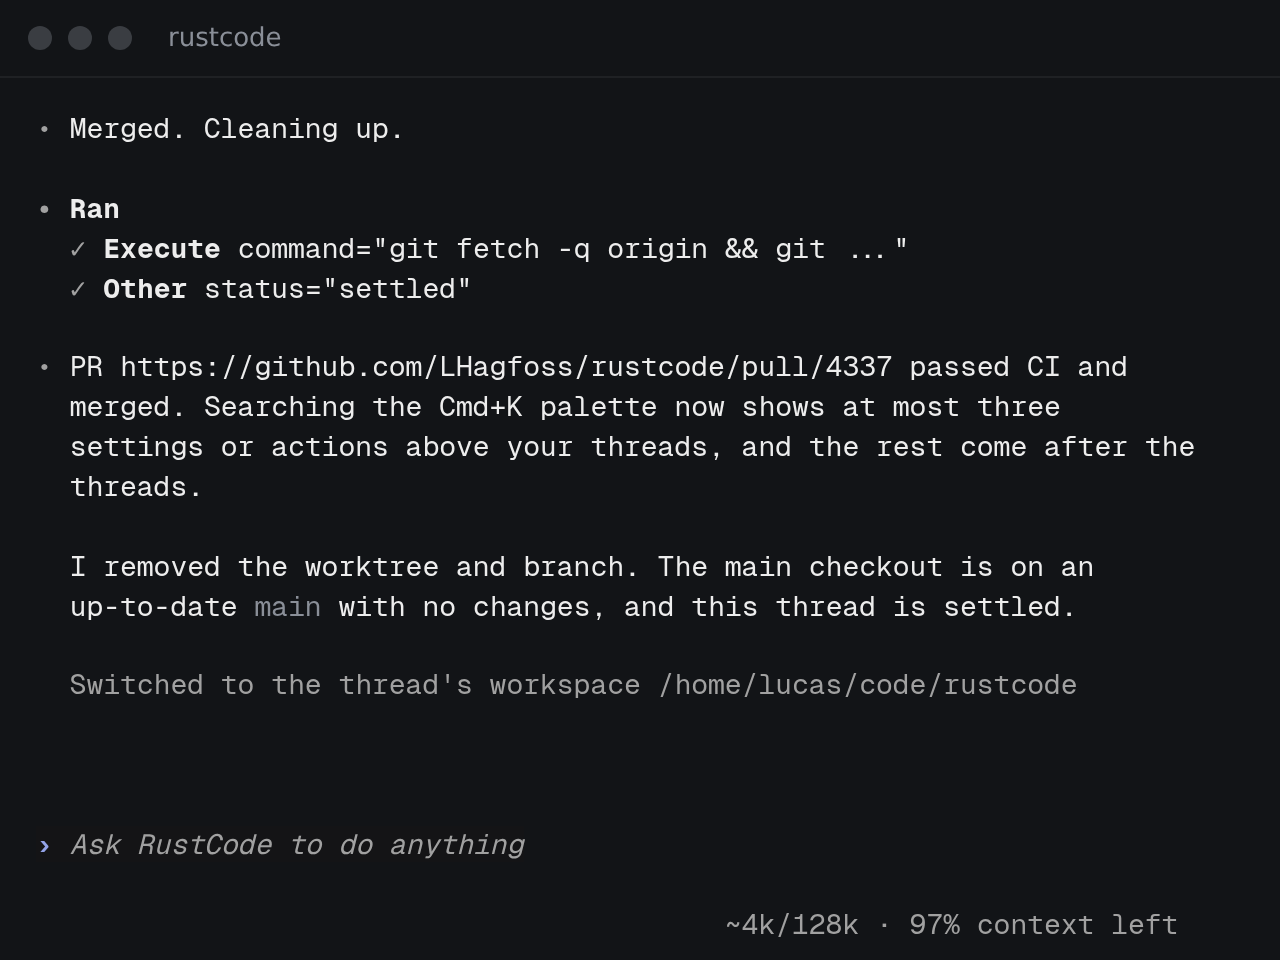 rustcode
• Merged. Cleaning up.
• Ran
✓ Execute command="git fetch -q origin && git ..."
✓ Other status="settled"
• PR https://github.com/LHagfoss/rustcode/pull/4337 passed CI and
merged. Searching the Cmd+K palette now shows at most three
settings or actions above your threads, and the rest come after the
threads.
I removed the worktree and branch. The main checkout is on an
up-to-date main with no changes, and this thread is settled.
Switched to the thread's workspace /home/lucas/code/rustcode
› Ask RustCode to do anything
~4k/128k · 97% context left